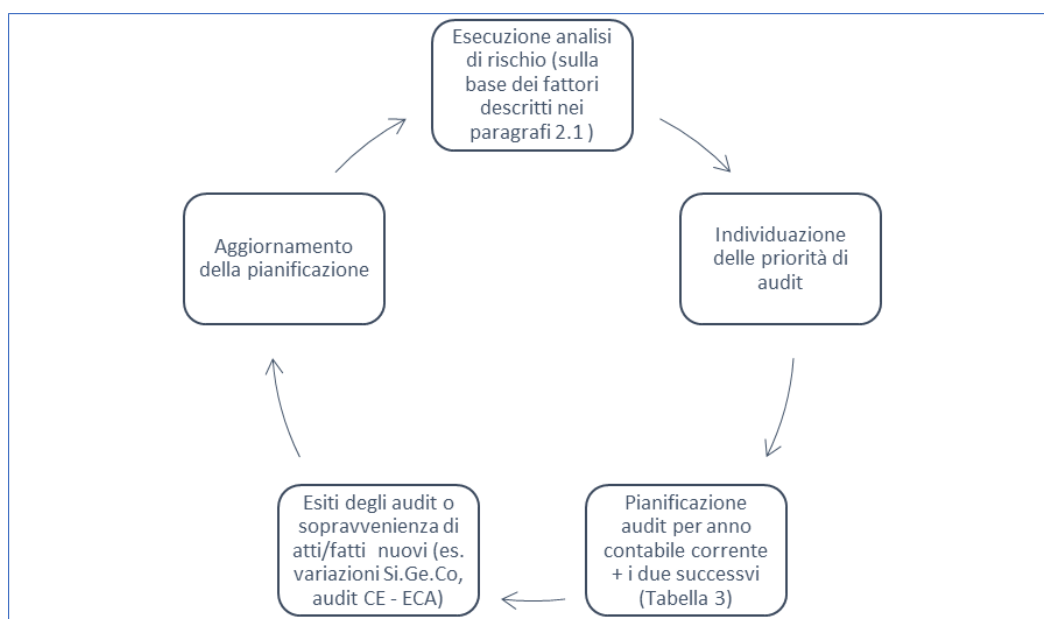 Esecuzione analisi
di rischio (sulla
base dei fattori
descritti nei
paragrafi 2.1 )
Individuazione
delle priorità di
audit
Pianificazione
audit per anno
contabile corrente
+ i due successvi
(Tabella 3)
Esiti degli audit o
sopravvenienza di
atti/fatti nuovi (es.
variazioni Si.Ge.Co,
audit CE - ECA)
Aggiornamento
della pianificazione